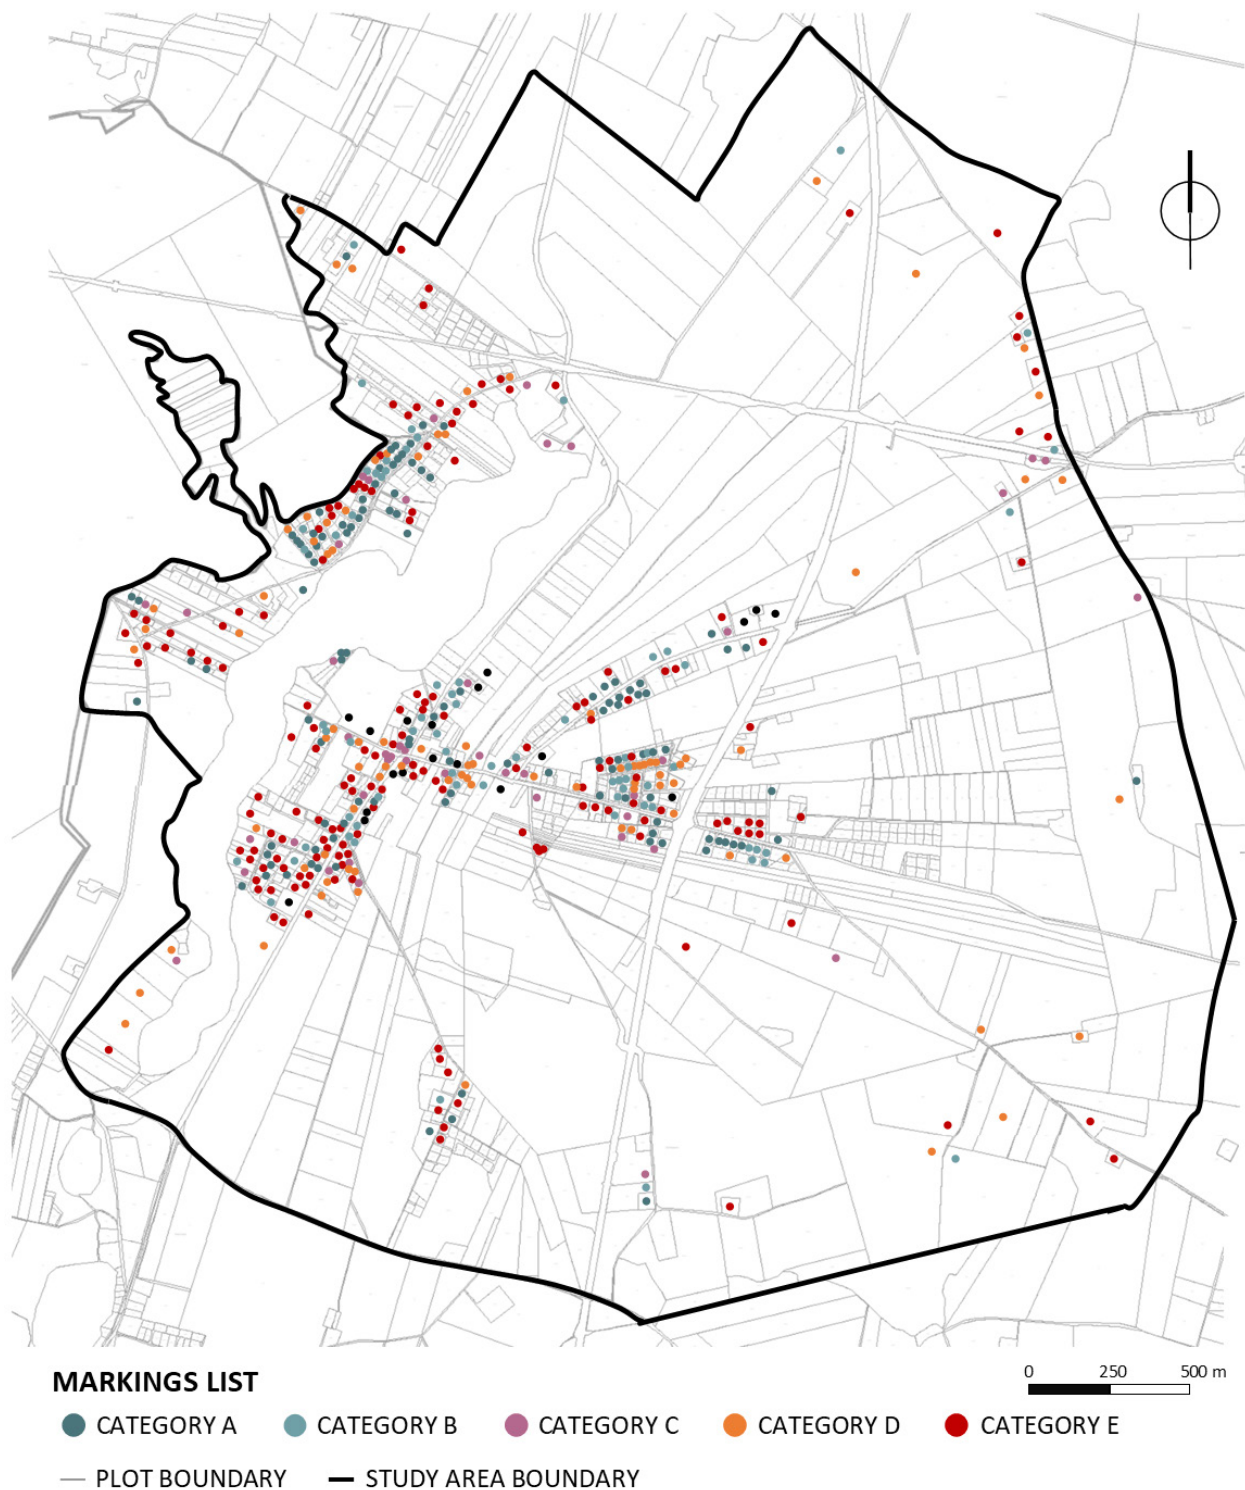 MARKINGS LIST
0 250 500 m
CATEGORY A CATEGORY B CATEGORY C CATEGORY D CATEGORY E
PLOT BOUNDARY STUDY AREA BOUNDARY